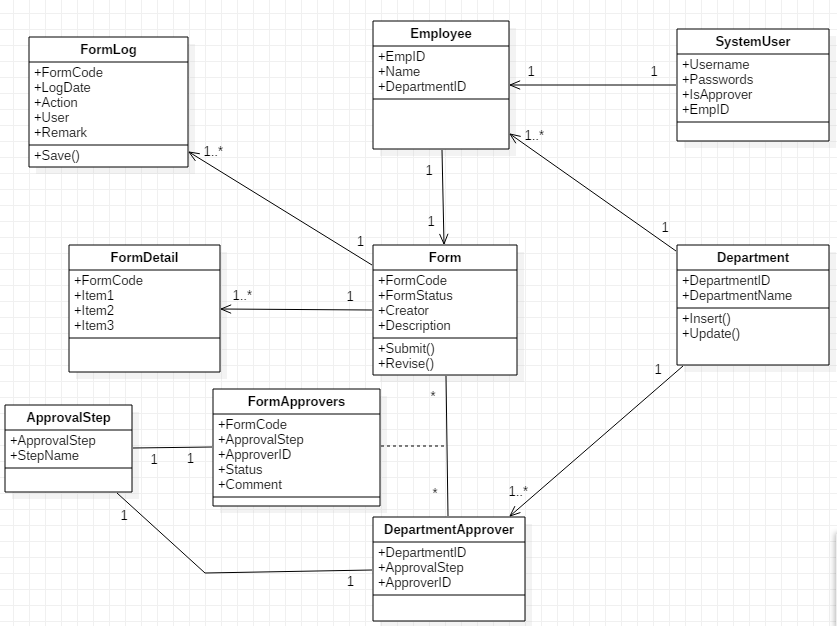 FormLog
+FormCode
+LogDate
+Action
+User
+Remark
+Save()
Employee
+EmpID
+Name
+DepartmentID
SystemUser
+Username
+Passwords
+IsApprover
+EmpID
1
1
1..*
1..*
1
1
1
1
FormDetail
+FormCode
+Item1
+Item2
+Item3
1..*
1
Form
+FormCode
+FormStatus
+Creator
+Description
+Submit()
+Revise()
Department
+DepartmentID
+DepartmentName
+Insert()
+Update()
1
*
ApprovalStep
+ApprovalStep
+StepName
1
1
FormApprovers
+FormCode
+ApprovalStep
+ApproverID
+Status
+Comment
*
1..*
1
DepartmentApprover
+DepartmentID
+ApprovalStep
+ApproverID
1